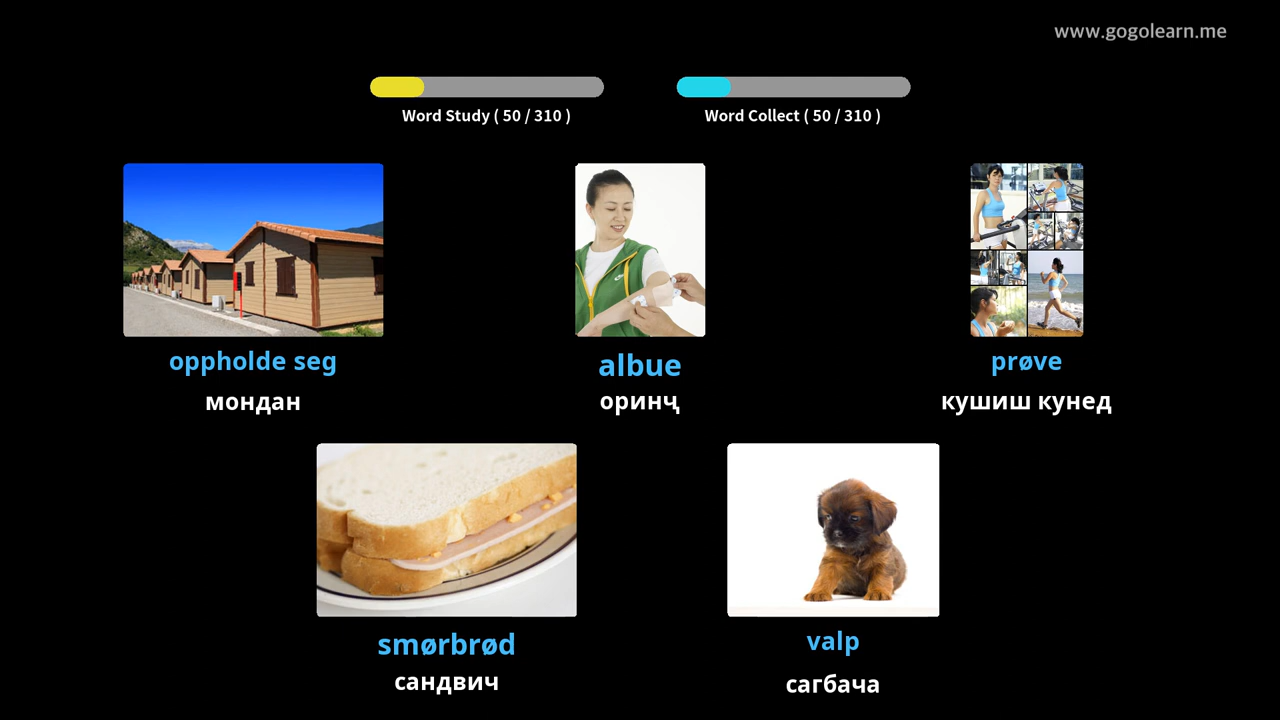 www.gogolearn.me
Word Study ( 50 / 310 )
Word Collect ( 50 / 310 )
oppholde seg
мондан
albue
оринҷ
prøve
кушиш кунед
smørbrød
сандвич
valp
сагбача